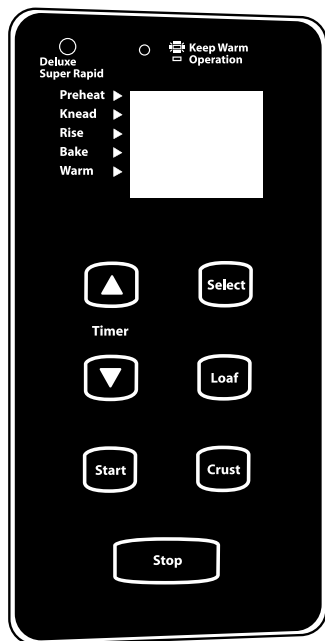 Deluxe
Super Rapid
Keep Warm
Operation
Preheat
Knead
Rise
Bake
Warm
Select
Timer
Loaf
Start
Crust
Stop